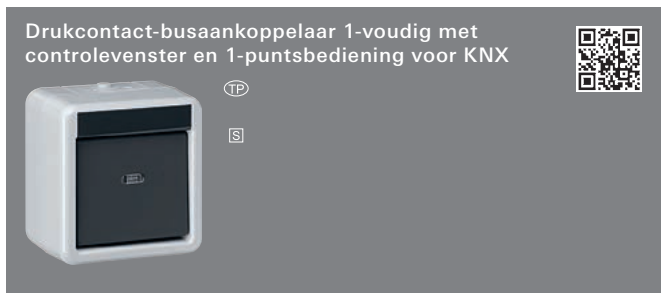 Drukcontact-busaankoppelaar 1-voudig met
controlevenster en 1-puntsbediening voor KNX
TP
S